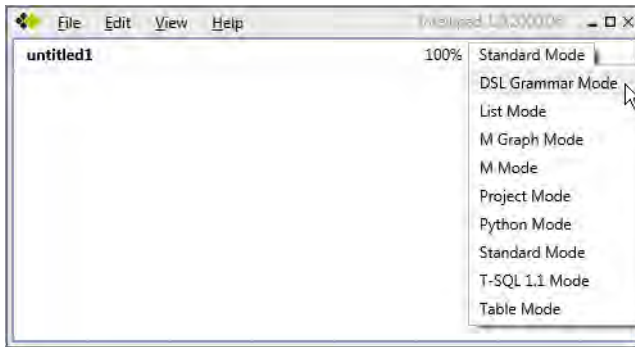 File Edit View Help Intellipad
untitled1 100% Standard Mode
DSL Grammar Mode
List Mode
M Graph Mode
M Mode
Project Mode
Python Mode
Standard Mode
T-SQL 1.1 Mode
Table Mode